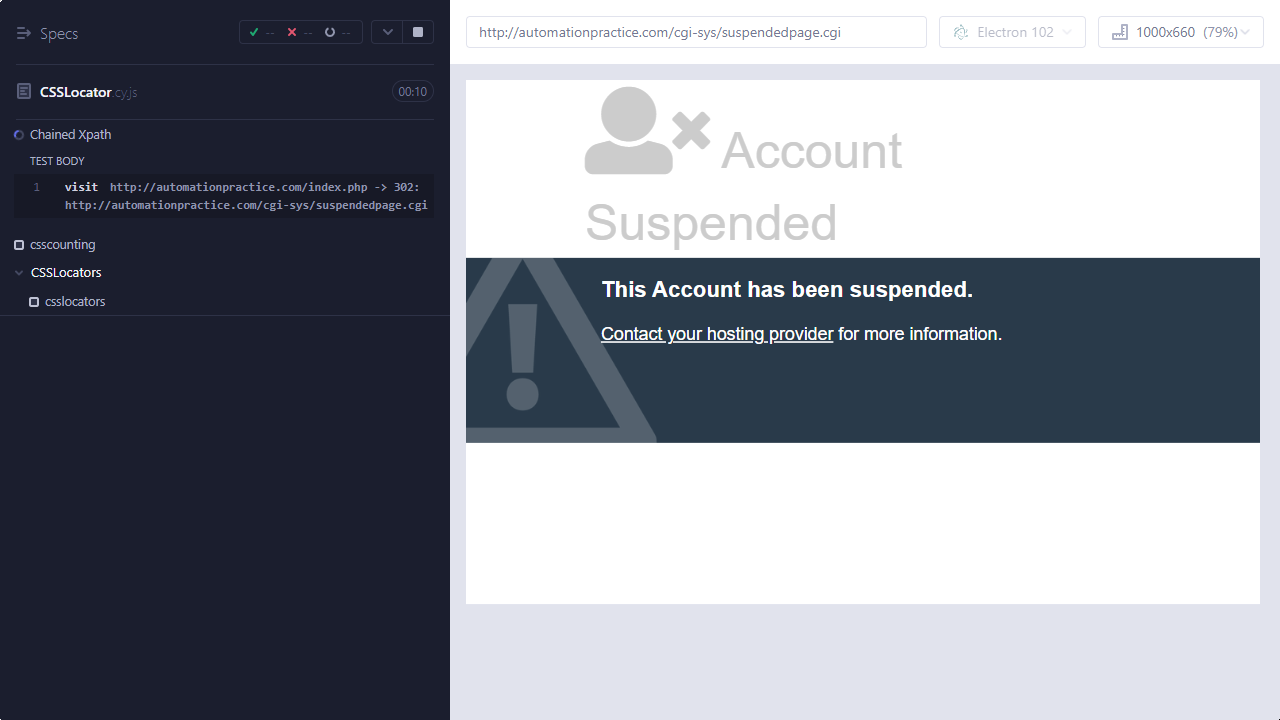 Specs
-- -- --
CSSLocator.cy.js
00:10
Chained Xpath
TEST BODY
1 visit http://automationpractice.com/index.php -> 302:
http://automationpractice.com/cgi-sys/suspendedpage.cgi
csscounting
CSSLocators
csslocators
http://automationpractice.com/cgi-sys/suspendedpage.cgi
Electron 102
1000x660 (79%)
Account
Suspended
This Account has been suspended.
Contact your hosting provider for more information.